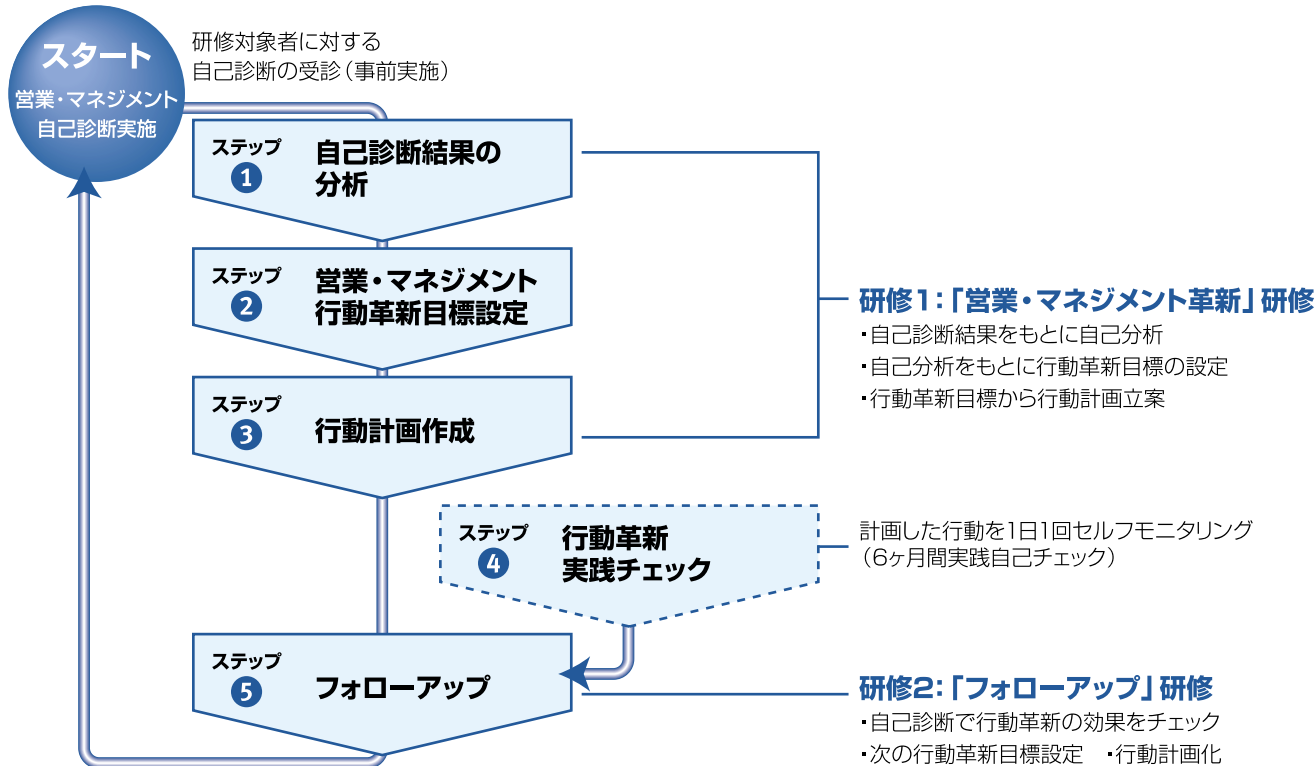 スタート
営業・マネジメント
自己診断実施
研修対象者に対する
自己診断の受診（事前実施）
ステップ
1
自己診断結果の
分析
ステップ
2
営業・マネジメント
行動革新目標設定
ステップ
3
行動計画作成
研修1：「営業・マネジメント革新」研修
・自己診断結果をもとに自己分析
・自己分析をもとに行動革新目標の設定
・行動革新目標から行動計画立案
ステップ
4
行動革新
実践チェック
計画した行動を1日1回セルフモニタリング
（6ヶ月間実践自己チェック）
ステップ
5
フォローアップ
研修2：「フォローアップ」研修
・自己診断で行動革新の効果をチェック
・次の行動革新目標設定　・行動計画化